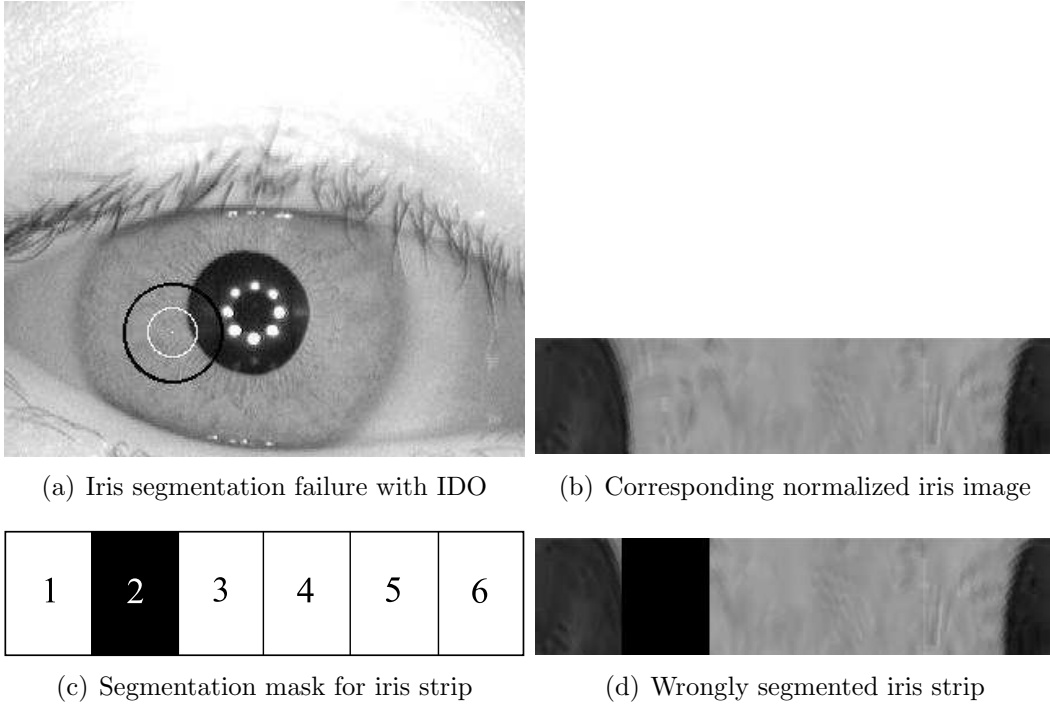 (a) Iris segmentation failure with IDO
(b) Corresponding normalized iris image
1 2 3 4 5 6
(c) Segmentation mask for iris strip
(d) Wrongly segmented iris strip